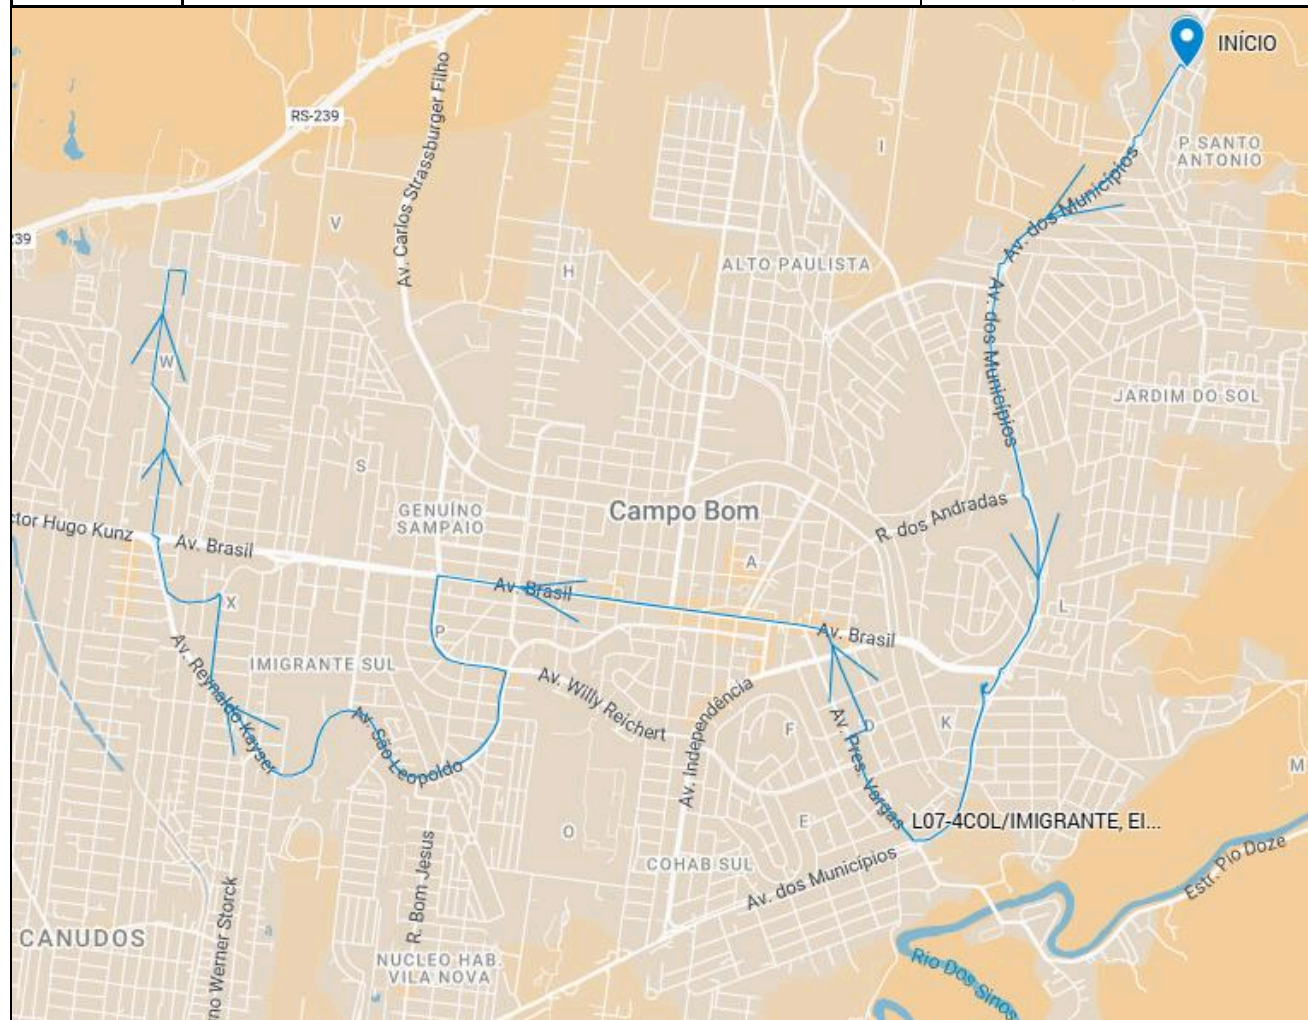 INÍCIO
RS-239
Av. Carlos Strassburger Filho
I
P SANTO
ANTONIO
Av. dos Municípios
V
39
H
ALTO PAULISTA
Av. dos Municípios
W
JARDIM DO SOL
S
GENUÍNO
SAMPAIO
Campo Bom
R. dos Andradas
ctor Hugo Kunz
Av. Brasil
A
Av. Brasil
X
L
P
Av. Brasil
IMIGRANTE SUL
Av. Reynaldo Kayser
Av. Willy Reichert
Av. Independência
F
D
K
Av. Pres. Vargas
Av. São Leopoldo
M
L07-4COL/IMIGRANTE, EI...
E
O
COHAB SUL
Av. dos Municípios
Estr. Pio Doze
R. Bom Jesus
no Werner Storck
a
CANUDOS
NUCLEO HAB.
VILA NOVA
Rio Dos Sinos